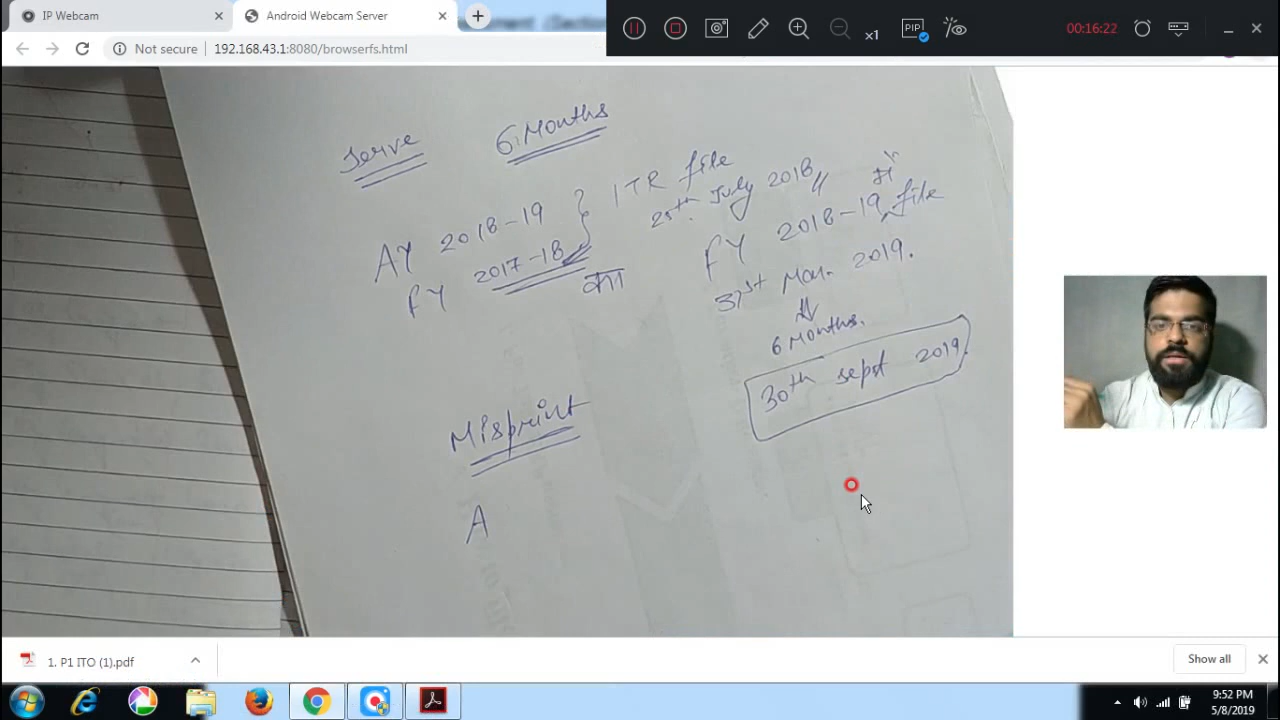 IP Webcam
Android Webcam Server
(Section
x1
PIP
00:16:22
Not secure
192.168.43.1:8080/browserfs.html
Serve 6 Months
AY 2018-19
FY 2017-18
का
ITR file
25th July 2018
FY 2018-19 में file
31st Mar. 2019.
6 Months.
30th sept 2019
Misprint
A
1. P1 ITO (1).pdf
Show all
9:52 PM
5/8/2019